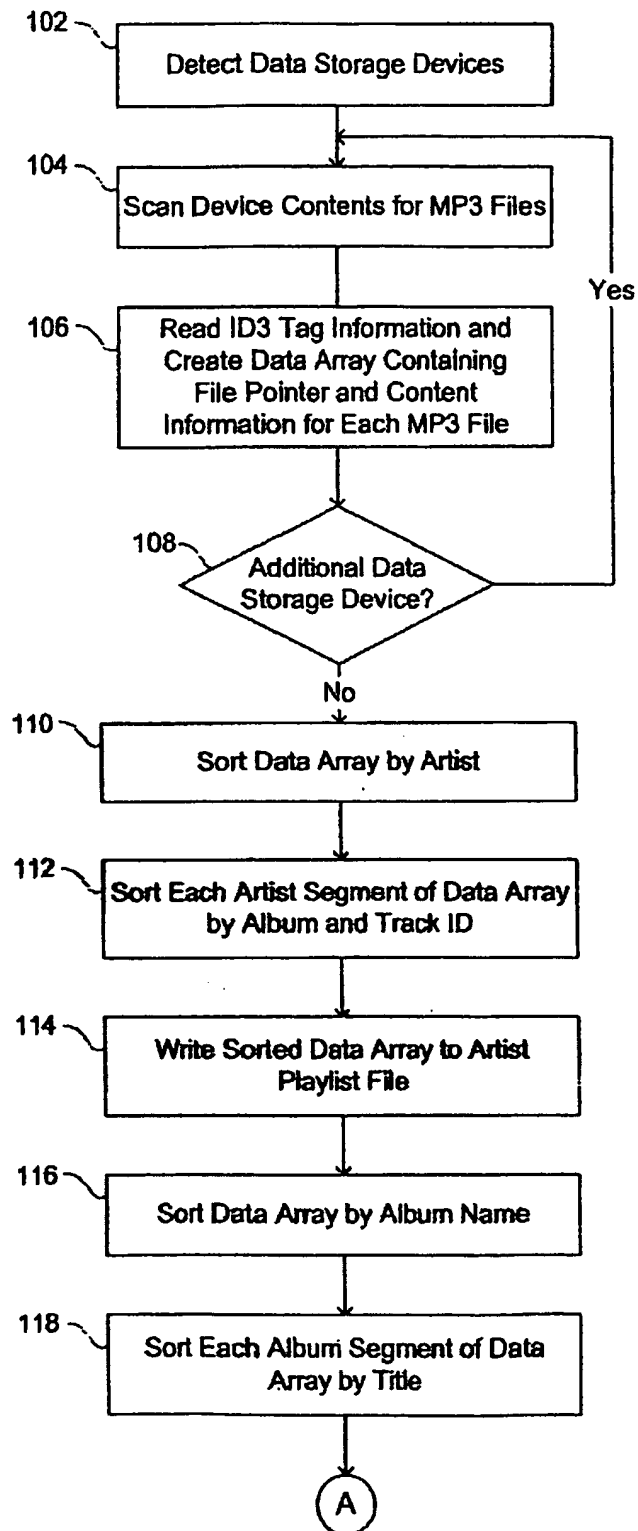 102
Detect Data Storage Devices
104
Scan Device Contents for MP3 Files
Yes
106
Read ID3 Tag Information and
Create Data Array Containing
File Pointer and Content
Information for Each MP3 File
108
Additional Data
Storage Device?
No
110
Sort Data Array by Artist
112
Sort Each Artist Segment of Data Array
by Album and Track ID
114
Write Sorted Data Array to Artist
Playlist File
116
Sort Data Array by Album Name
118
Sort Each Album Segment of Data
Array by Title
A